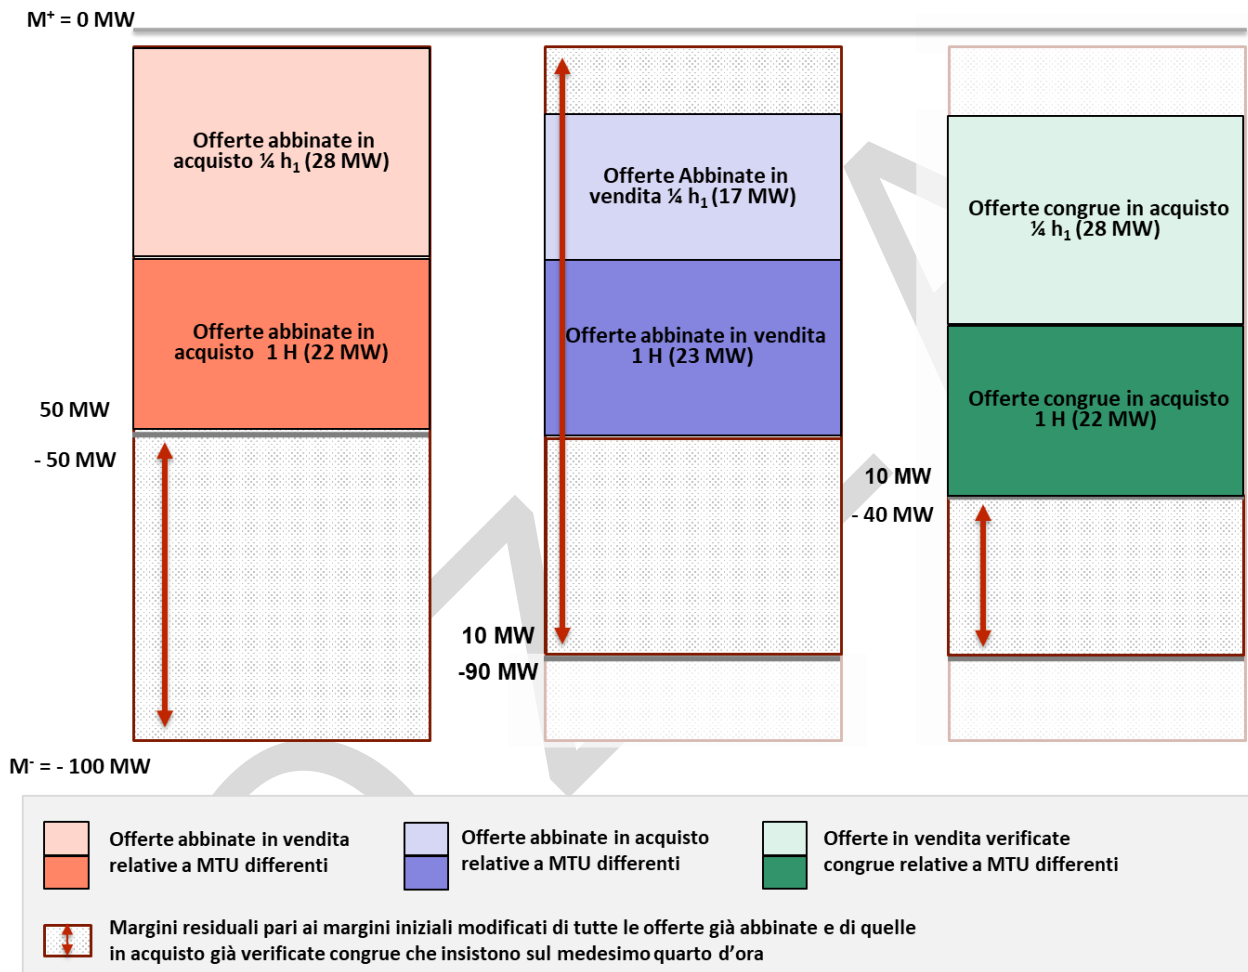 M⁺ = 0 MW
Offerte abbinate in
acquisto ¼ h₁ (28 MW)
Offerte abbinate in
acquisto 1 H (22 MW)
50 MW
- 50 MW
Offerte Abbinate in
vendita ¼ h₁ (17 MW)
Offerte abbinate in vendita
1 H (23 MW)
10 MW
-90 MW
Offerte congrue in acquisto
¼ h₁ (28 MW)
Offerte congrue in acquisto
1 H (22 MW)
10 MW
- 40 MW
M⁻ = - 100 MW
Offerte abbinate in vendita
relative a MTU differenti
Offerte abbinate in acquisto
relative a MTU differenti
Offerte in vendita verificate
congrue relative a MTU differenti
Margini residuali pari ai margini iniziali modificati di tutte le offerte già abbinate e di quelle
in acquisto già verificate congrue che insistono sul medesimo quarto d'ora